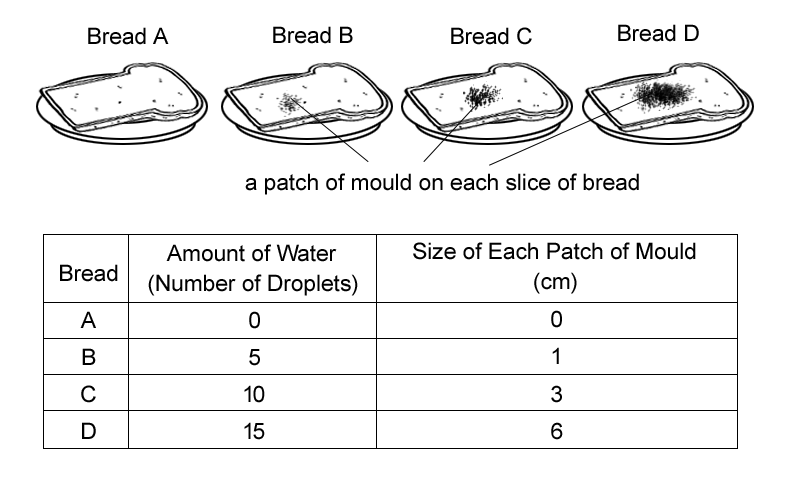 Bread A Bread B Bread C Bread D
a patch of mould on each slice of bread
Bread
Amount of Water
(Number of Droplets)
Size of Each Patch of Mould
(cm)
A 0 0
B 5 1
C 10 3
D 15 6